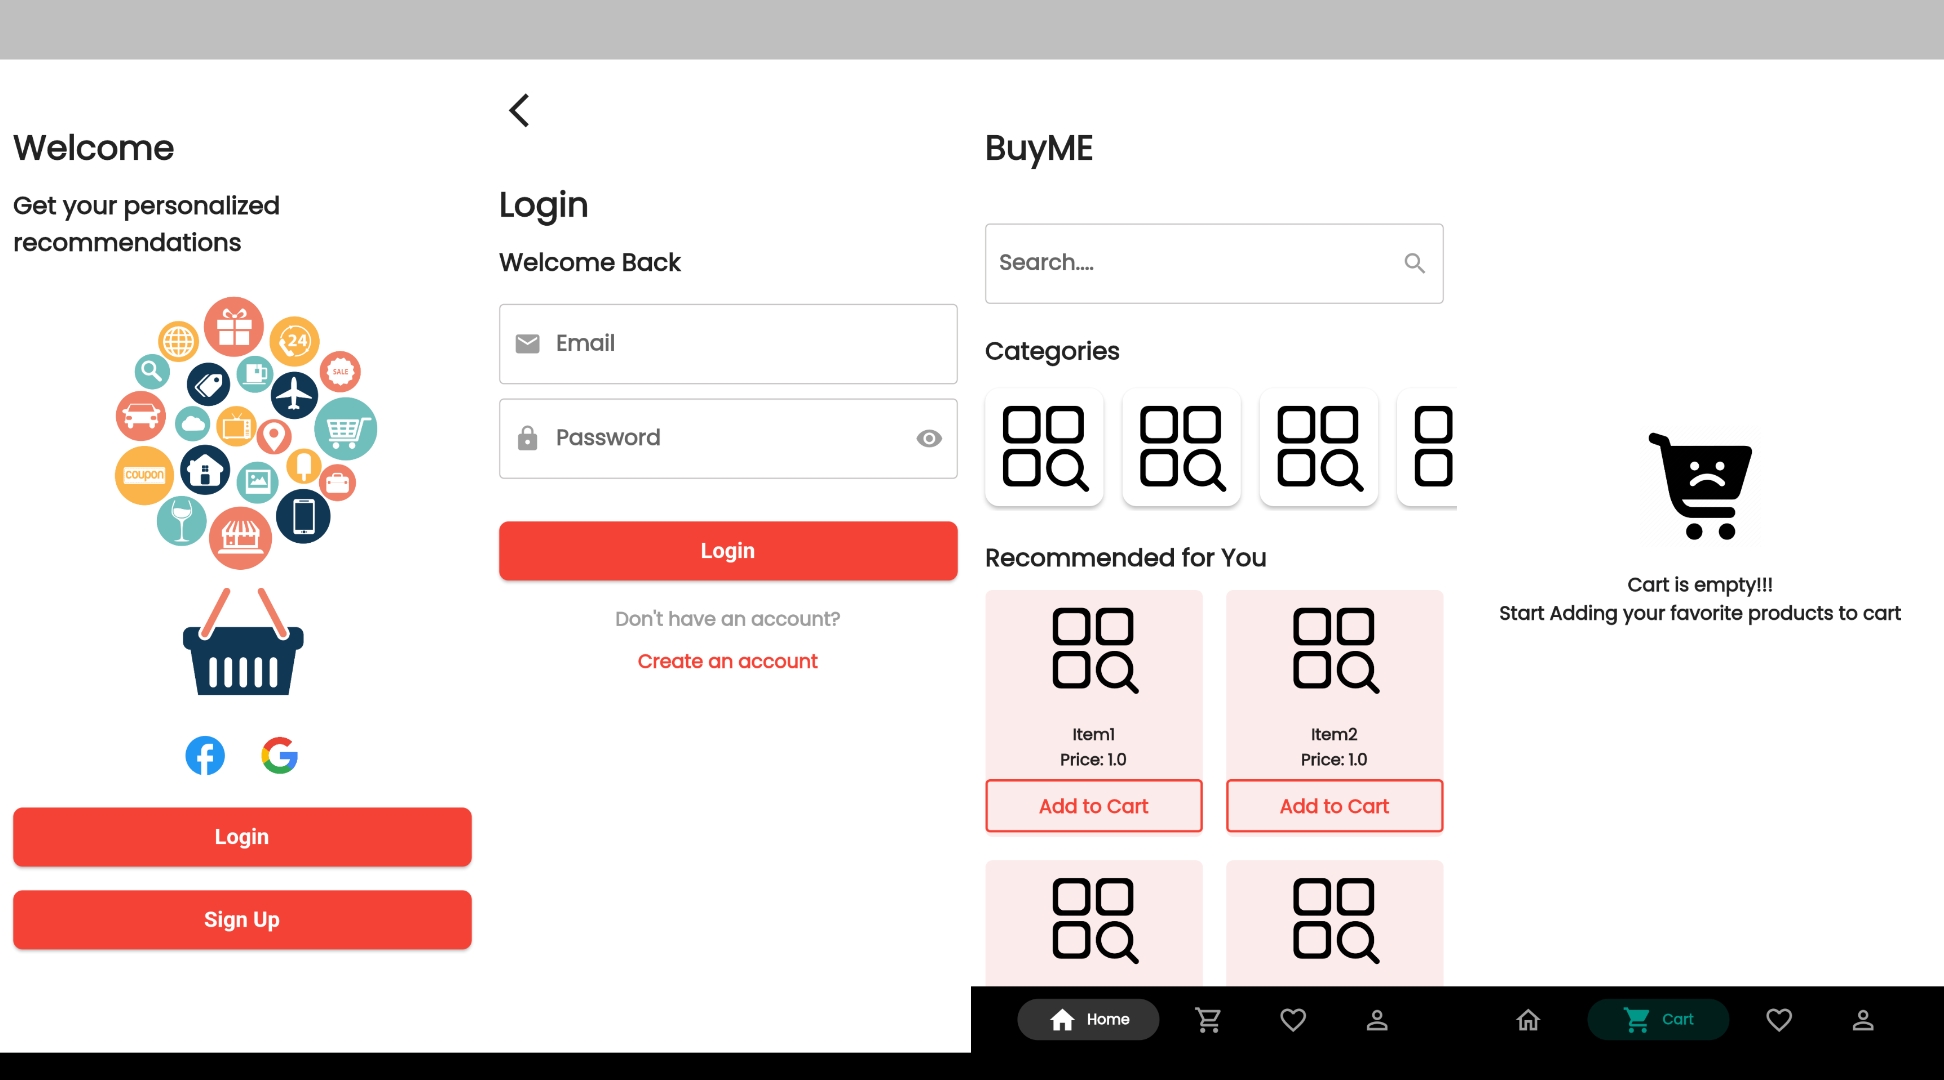 Welcome
Get your personalized
recommendations
24
SALE
coupon
Login
Sign Up
Login
Welcome Back
Email
Password
Login
Don't have an account?
Create an account
BuyME
Search....
Categories
Recommended for You
Item1
Price: 1.0
Add to Cart
Item2
Price: 1.0
Add to Cart
Home
Cart is empty!!!
Start Adding your favorite products to cart
Cart